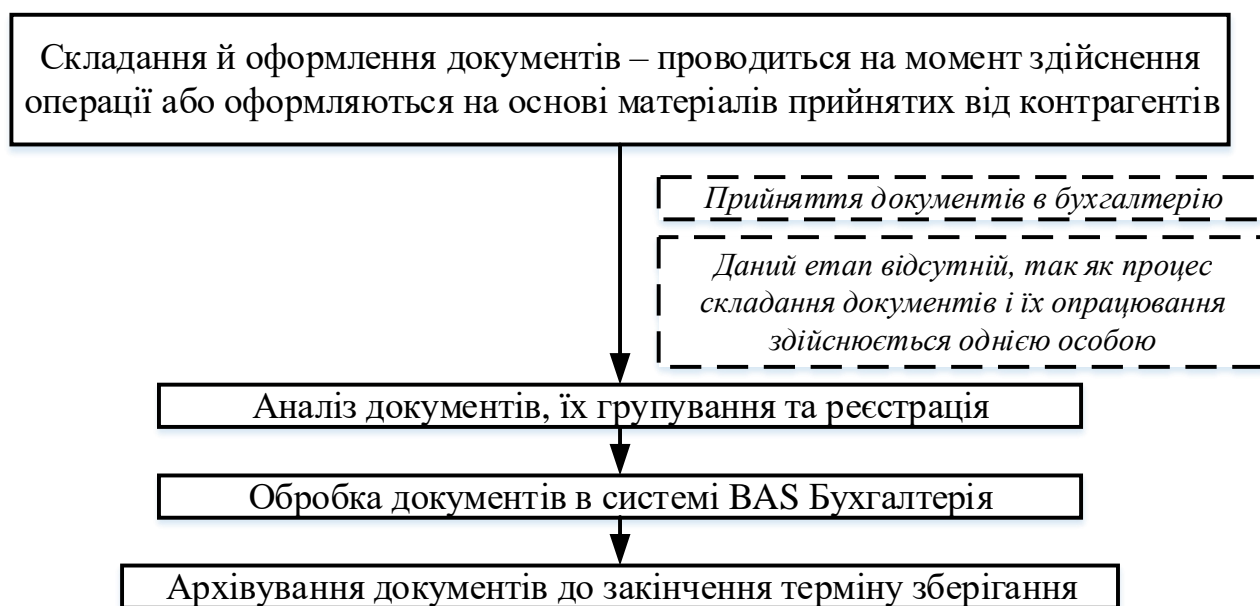 Складання й оформлення документів – проводиться на момент здійснення
операції або оформляються на основі матеріалів прийнятих від контрагентів
Прийняття документів в бухгалтерію
Даний етап відсутній, так як процес
складання документів і їх опрацювання
здійснюється однією особою
Аналіз документів, їх групування та реєстрація
Обробка документів в системі BAS Бухгалтерія
Архівування документів до закінчення терміну зберігання